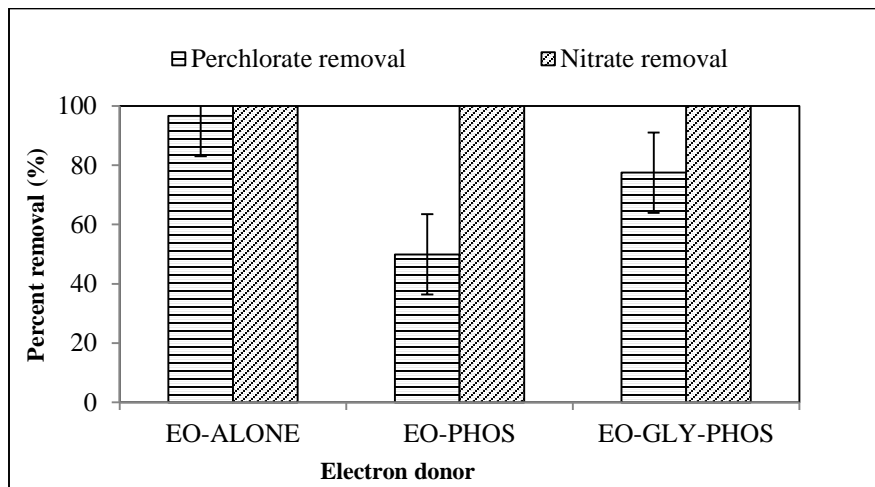 Perchlorate removal Nitrate removal
100
80
60
40
20
0
Percent removal (%)
EO-ALONE EO-PHOS EO-GLY-PHOS
Electron donor